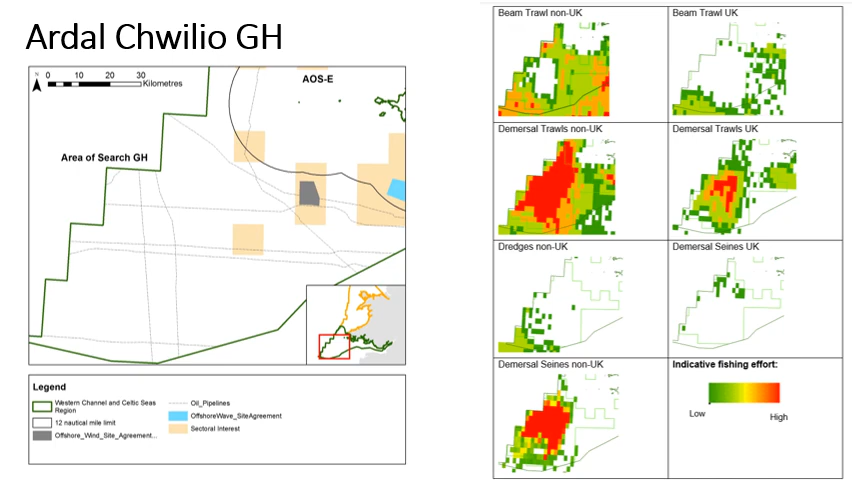 Ardal Chwilio GH
N
0 10 20 30
Kilometres
AOS-E
Area of Search GH
Legend
Western Channel and Celtic Seas
Region
12 nautical mile limit
Offshore_Wind_Site_Agreement...
Oil_Pipelines
OffshoreWave_SiteAgreement
Sectoral Interest
Beam Trawl non-UK
Beam Trawl UK
Demersal Trawls non-UK
Demersal Trawls UK
Dredges non-UK
Demersal Seines UK
Demersal Seines non-UK
Indicative fishing effort:
Low
High